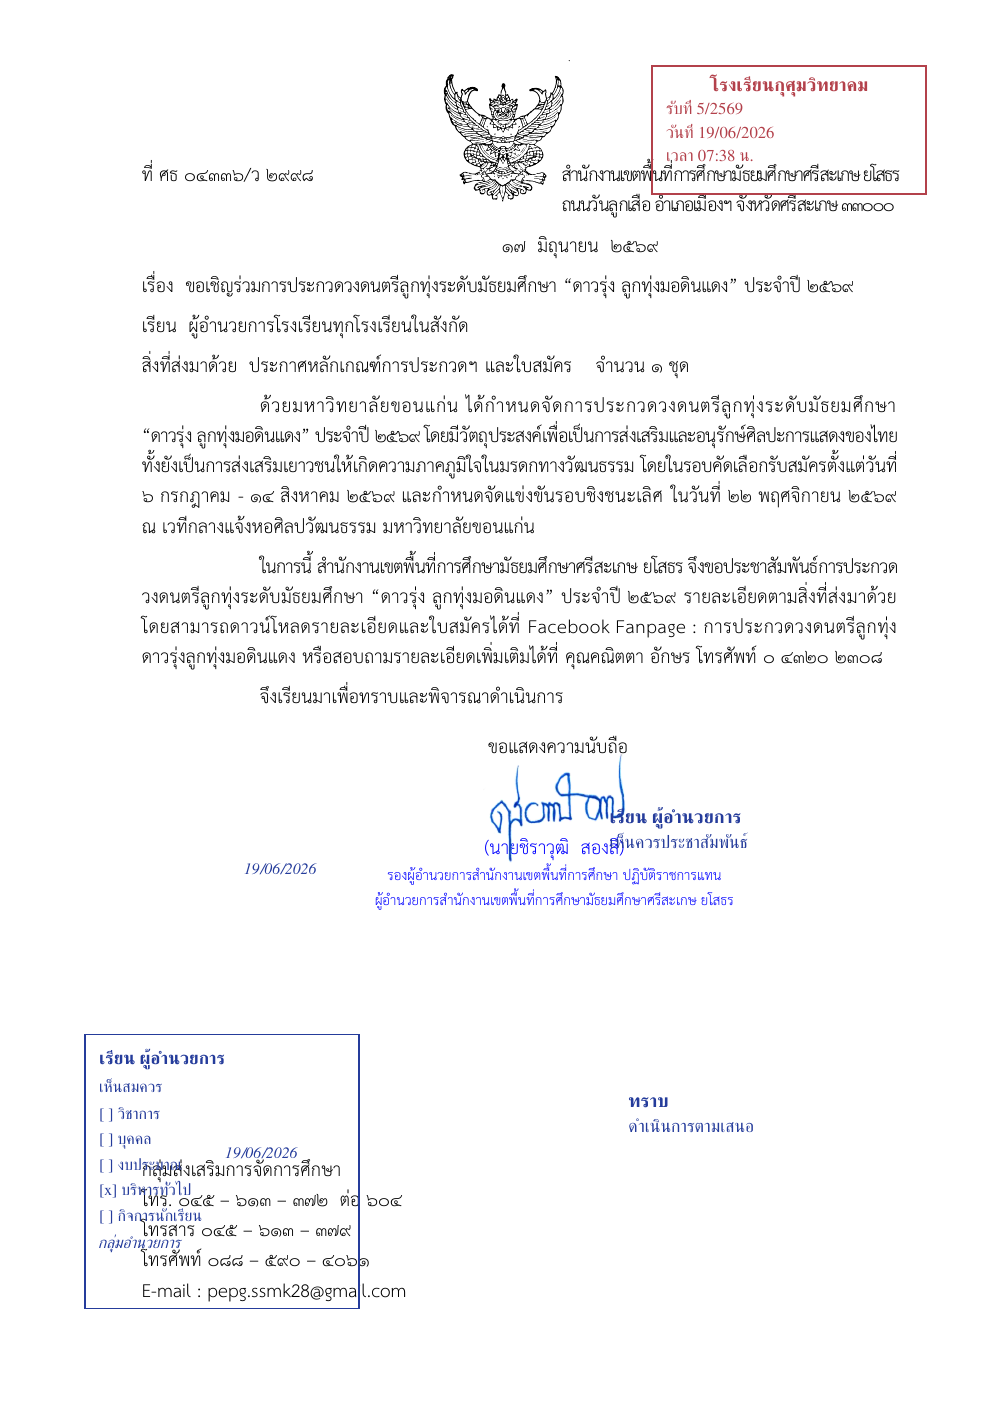 โรงเรียนกุศุมวิทยาคม
รับที่ 5/2569
วันที่ 19/06/2026
เวลา 07:38 น.
ที่ ศธ ๐๔๓๓๖/ว ๒๙๙๘
สำนักงานเขตพื้นที่การศึกษามัธยมศึกษาศรีสะเกษ ยโสธร
ถนนวันลูกเสือ อำเภอเมืองฯ จังหวัดศรีสะเกษ ๓๓๐๐๐
๑๗ มิถุนายน ๒๕๖๙
เรื่อง ขอเชิญร่วมการประกวดวงดนตรีลูกทุ่งระดับมัธยมศึกษา “ดาวรุ่ง ลูกทุ่งมอดินแดง” ประจำปี ๒๕๖๙
เรียน ผู้อำนวยการโรงเรียนทุกโรงเรียนในสังกัด
สิ่งที่ส่งมาด้วย ประกาศหลักเกณฑ์การประกวดฯ และใบสมัคร จำนวน ๑ ชุด
ด้วยมหาวิทยาลัยขอนแก่น ได้กำหนดจัดการประกวดวงดนตรีลูกทุ่งระดับมัธยมศึกษา
“ดาวรุ่ง ลูกทุ่งมอดินแดง” ประจำปี ๒๕๖๙ โดยมีวัตถุประสงค์เพื่อเป็นการส่งเสริมและอนุรักษ์ศิลปะการแสดงของไทย
ทั้งยังเป็นการส่งเสริมเยาวชนให้เกิดความภาคภูมิใจในมรดกทางวัฒนธรรม โดยในรอบคัดเลือกรับสมัครตั้งแต่วันที่
๖ กรกฎาคม - ๑๔ สิงหาคม ๒๕๖๙ และกำหนดจัดแข่งขันรอบชิงชนะเลิศ ในวันที่ ๒๒ พฤศจิกายน ๒๕๖๙
ณ เวทีกลางแจ้งหอศิลปวัฒนธรรม มหาวิทยาลัยขอนแก่น
ในการนี้ สำนักงานเขตพื้นที่การศึกษามัธยมศึกษาศรีสะเกษ ยโสธร จึงขอประชาสัมพันธ์การประกวด
วงดนตรีลูกทุ่งระดับมัธยมศึกษา “ดาวรุ่ง ลูกทุ่งมอดินแดง” ประจำปี ๒๕๖๙ รายละเอียดตามสิ่งที่ส่งมาด้วย
โดยสามารถดาวน์โหลดรายละเอียดและใบสมัครได้ที่ Facebook Fanpage : การประกวดวงดนตรีลูกทุ่ง
ดาวรุ่งลูกทุ่งมอดินแดง หรือสอบถามรายละเอียดเพิ่มเติมได้ที่ คุณคณิตตา อักษร โทรศัพท์ ๐ ๔๓๒๐ ๒๓๐๘
จึงเรียนมาเพื่อทราบและพิจารณาดำเนินการ
ขอแสดงความนับถือ
เรียน ผู้อำนวยการ
เห็นควรประชาสัมพันธ์
(นายชิราวุฒิ สองสี)
19/06/2026
รองผู้อำนวยการสำนักงานเขตพื้นที่การศึกษา ปฏิบัติราชการแทน
ผู้อำนวยการสำนักงานเขตพื้นที่การศึกษามัธยมศึกษาศรีสะเกษ ยโสธร
เรียน ผู้อำนวยการ
เห็นสมควร
[ ] วิชาการ
[ ] บุคคล
[ ] งบประมาณ
[x] บริหารทั่วไป
[ ] กิจการนักเรียน
กลุ่มอำนวยการ
19/06/2026
ทราบ
ดำเนินการตามเสนอ
กลุ่มส่งเสริมการจัดการศึกษา
โทร. ๐๔๕ – ๖๑๓ – ๓๗๒ ต่อ ๖๐๔
โทรสาร ๐๔๕ – ๖๑๓ – ๓๗๙
โทรศัพท์ ๐๘๘ – ๕๙๐ – ๔๐๖๑
E-mail : pepg.ssmk28@gmail.com